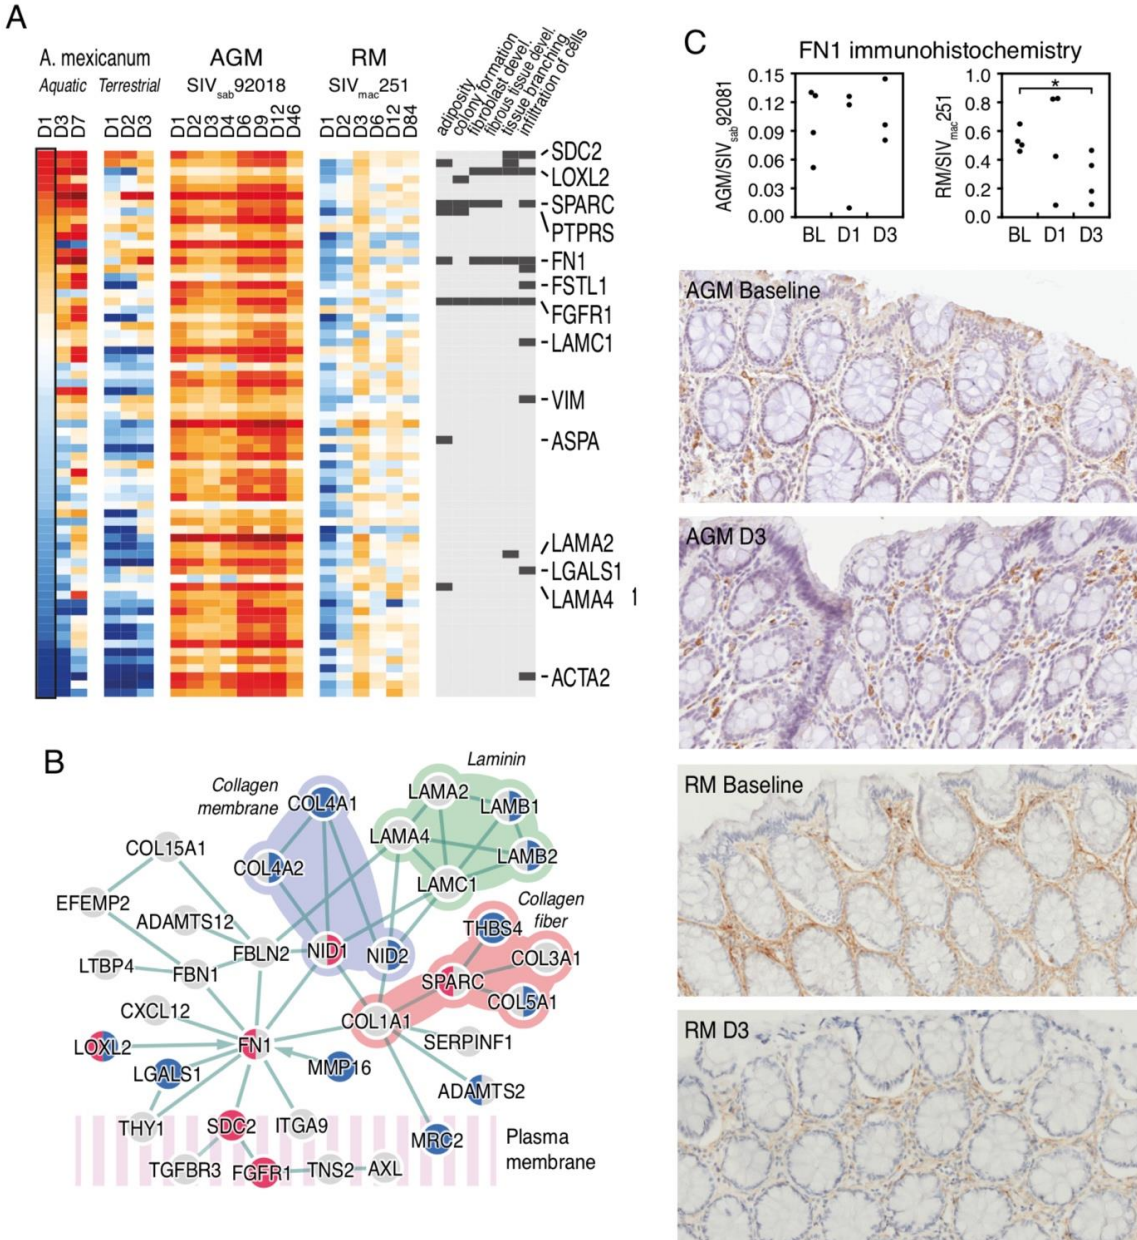 A
A. mexicanum
AGM
RM
Aquatic
Terrestrial
SIVsab92018
SIVmac251
D1
D3
D7
D1
D2
D3
D1
D2
D3
D4
D6
D9
D12
D46
D1
D2
D3
D6
D12
D84
adiposity
colony formation
fibroblast devel.
fibrous tissue devel.
tissue branching
infiltration of cells
SDC2
LOXL2
SPARC
PTPRS
FN1
FSTL1
FGFR1
LAMC1
VIM
ASPA
LAMA2
LGALS1
LAMA4
1
ACTA2
B
Collagen
membrane
Laminin
COL4A1
LAMA2
LAMB1
LAMA4
COL15A1
COL4A2
LAMB2
LAMC1
EFEMP2
Collagen
fiber
ADAMTS12
THBS4
FBLN2
NID1
NID2
COL3A1
LTBP4
FBN1
SPARC
COL5A1
CXCL12
COL1A1
LOXL2
FN1
SERPINF1
LGALS1
MMP16
ADAMTS2
THY1
SDC2
ITGA9
MRC2
Plasma
membrane
TGFBR3
FGFR1
TNS2
AXL
C
FN1 immunohistochemistry
AGM/SIVsab92081
0.15
0.12
0.09
0.06
0.03
0.00
BL
D1
D3
RM/SIVmac251
1.0
0.8
0.6
0.4
0.2
0.0
*
BL
D1
D3
AGM Baseline
AGM D3
RM Baseline
RM D3